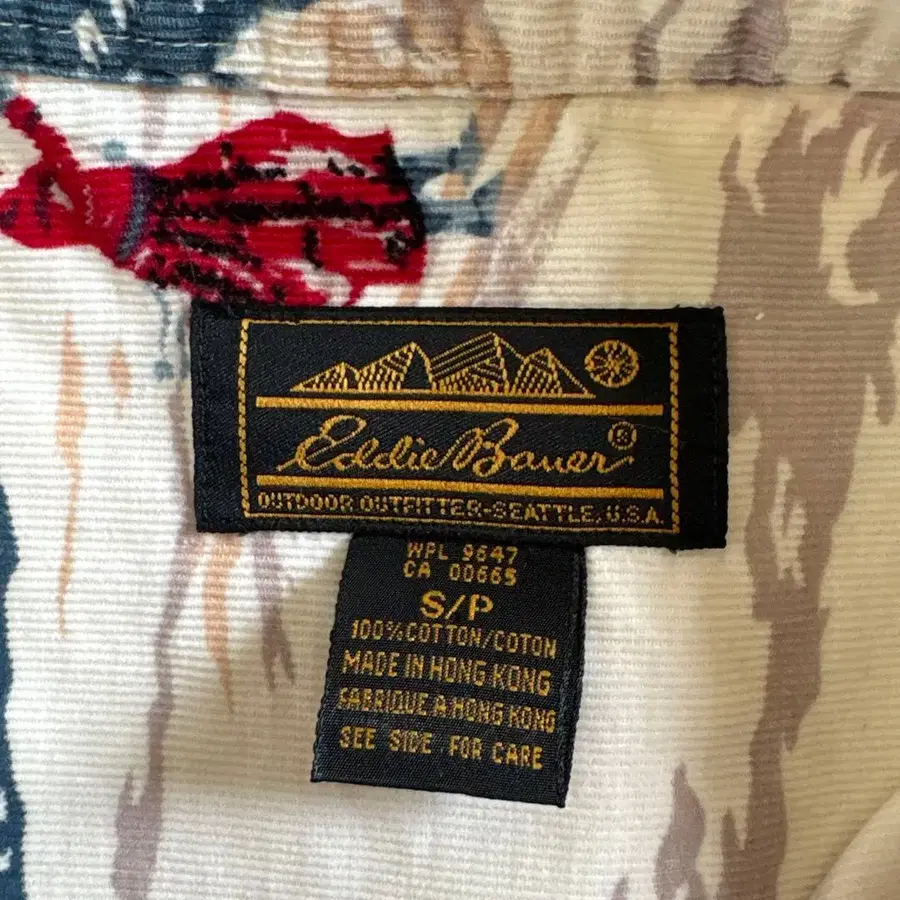 Eddie Bauer®
OUTDOOR OUTFITTER-SEATTLE, U.S.A.
WPL 9647
CA 00665
S/P
100% COTTON/COTON
MADE IN HONG KONG
FABRIQUE A HONG KONG
SEE SIDE FOR CARE